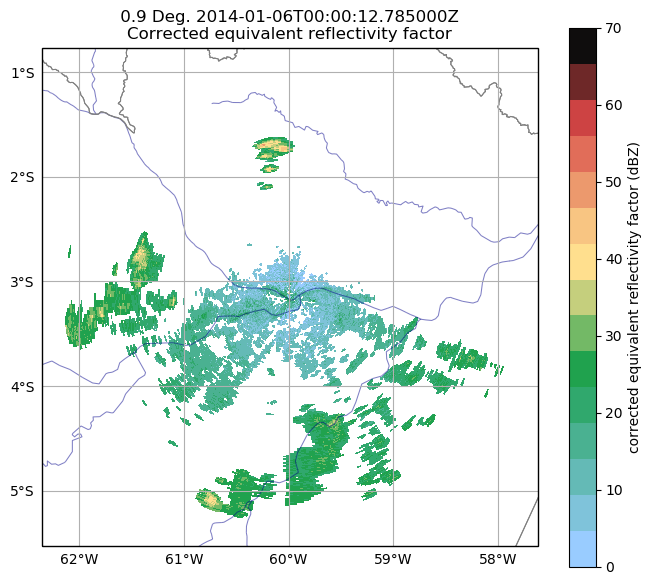 0.9 Deg. 2014-01-06T00:00:12.785000Z
Corrected equivalent reflectivity factor
1°S
2°S
3°S
4°S
5°S
62°W
61°W
60°W
59°W
58°W
70
60
50
40
30
20
10
0
corrected equivalent reflectivity factor (dBZ)